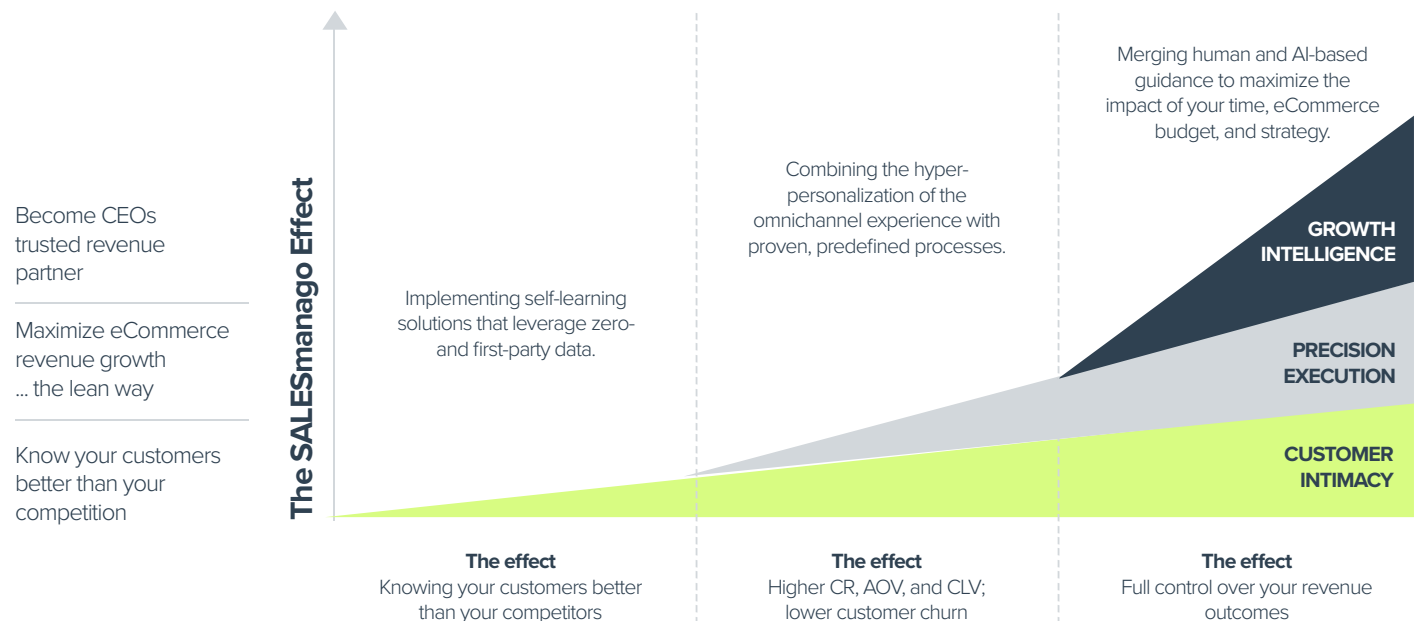 Become CEOs
trusted revenue
partner
Maximize eCommerce
revenue growth
... the lean way
Know your customers
better than your
competition
The SALESmanago Effect
Implementing self-learning
solutions that leverage zero-
and first-party data.
Combining the hyper-
personalization of the
omnichannel experience with
proven, predefined processes.
Merging human and AI-based
guidance to maximize the
impact of your time, eCommerce
budget, and strategy.
GROWTH
INTELLIGENCE
PRECISION
EXECUTION
CUSTOMER
INTIMACY
The effect
Knowing your customers better
than your competitors
The effect
Higher CR, AOV, and CLV;
lower customer churn
The effect
Full control over your revenue
outcomes